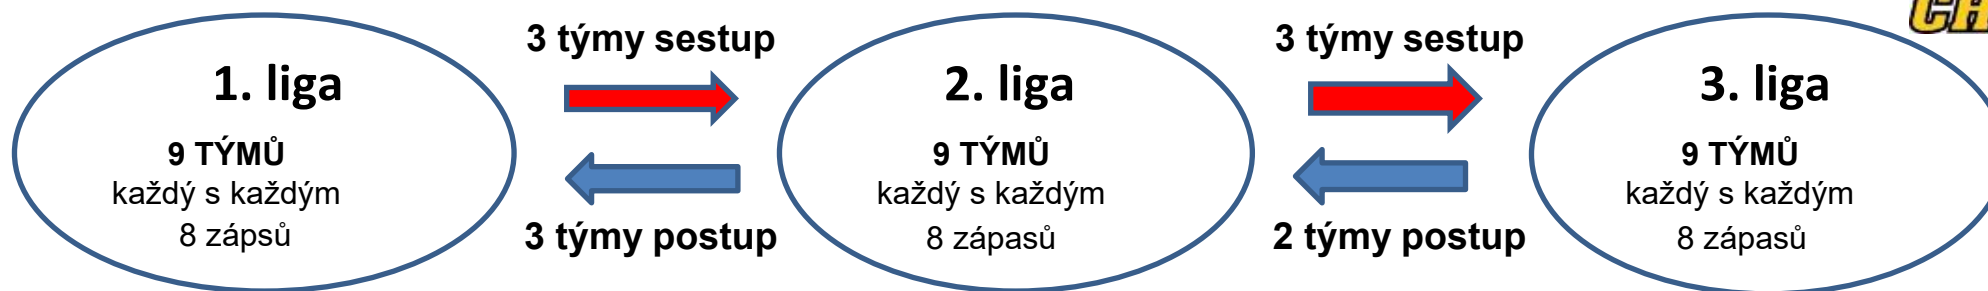 1. liga
9 TÝMŮ
každý s každým
8 zápsů
3 týmy sestup
3 týmy postup
2. liga
9 TÝMŮ
každý s každým
8 zápasů
3 týmy sestup
2 týmy postup
3. liga
9 TÝMŮ
každý s každým
8 zápasů